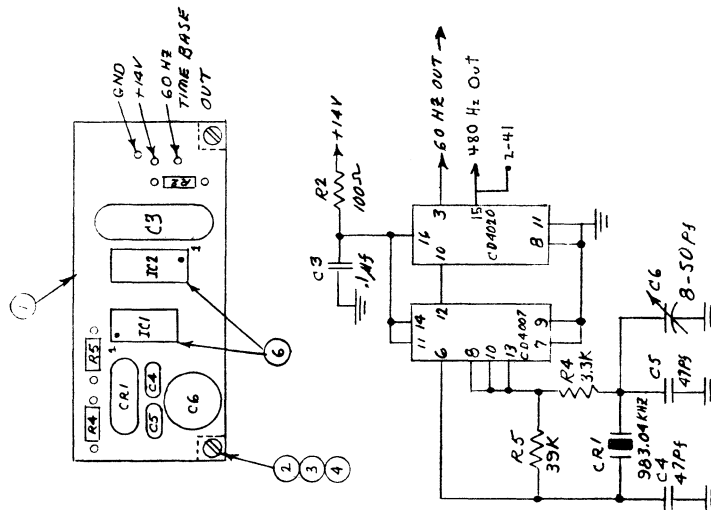 GND
+14V
60 HZ
TIME BASE
OUT
1
R2
C3
IC2
1
IC1
1
R5
R4
CR1
C4
C5
C6
6
2
3
4
+14V
R2
100Ω
C3
.1µf
60 HZ OUT
480 Hz Out
2-41
16
3
15
10
CD4020
8
11
14
11
12
6
CD4007
8
10
13
7
9
R4
3.3K
R5
39K
C6
8-50 Pf
C5
47Pf
CR1
983.04KHZ
C4
47Pf